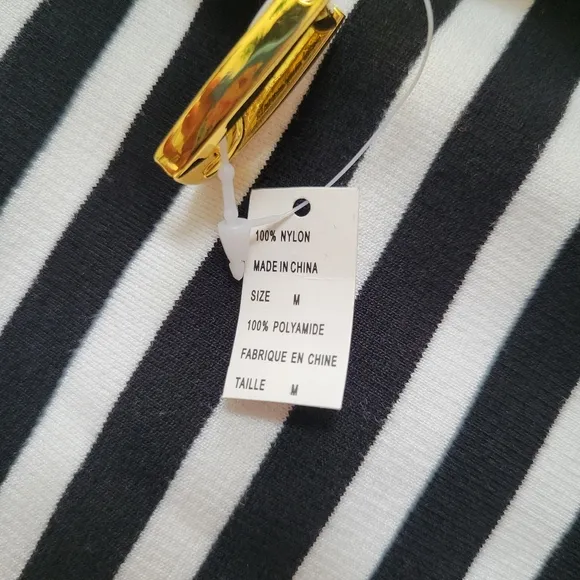 100% NYLON
MADE IN CHINA
SIZE M
100% POLYAMIDE
FABRIQUE EN CHINE
TAILLE M